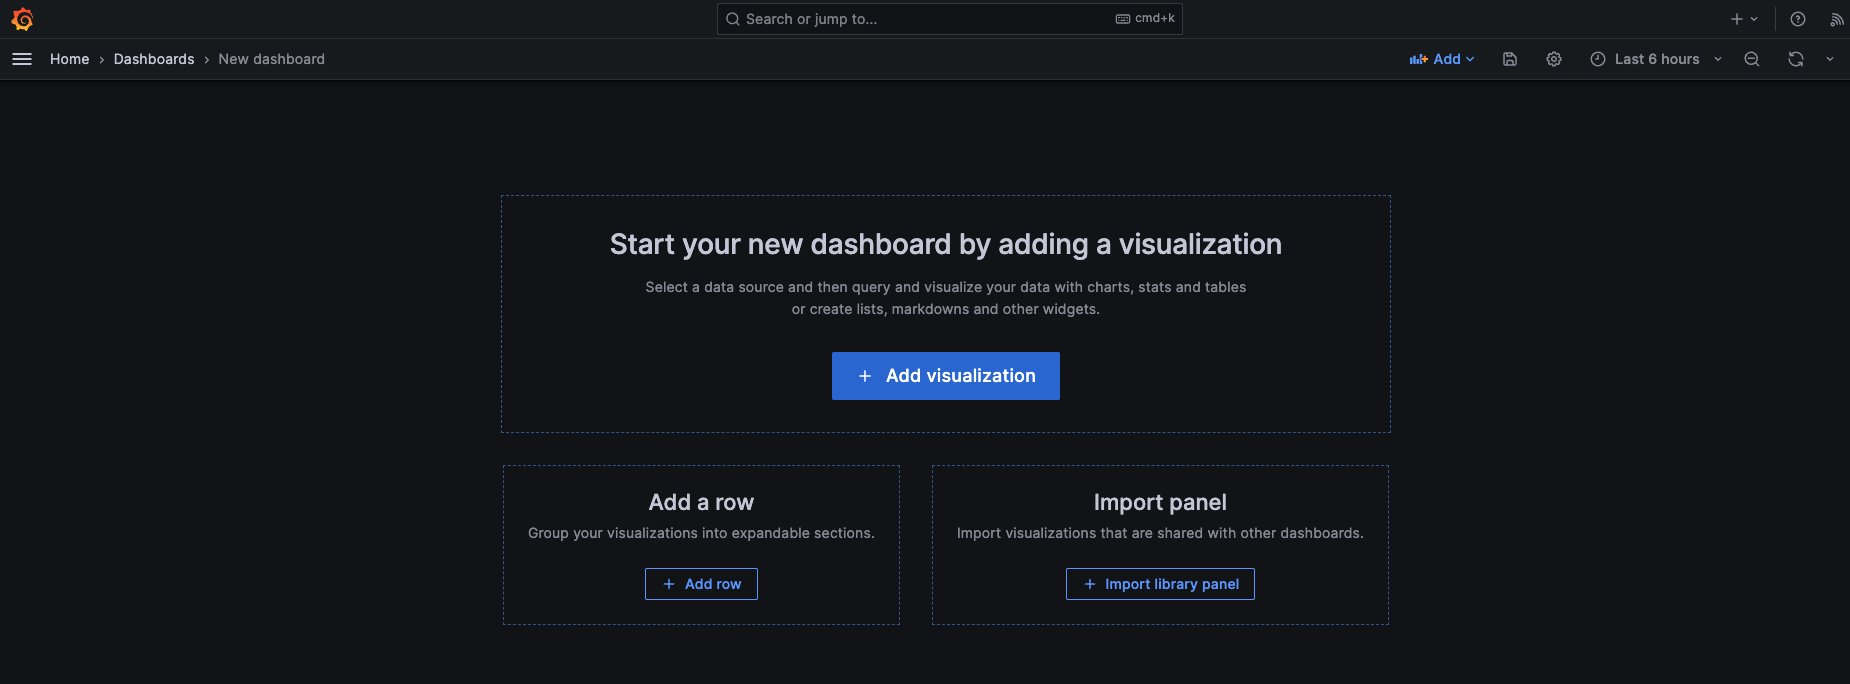 Search or jump to...
cmd+k
Home › Dashboards › New dashboard
Add
Last 6 hours
Start your new dashboard by adding a visualization
Select a data source and then query and visualize your data with charts, stats and tables
or create lists, markdowns and other widgets.
+ Add visualization
Add a row
Group your visualizations into expandable sections.
+ Add row
Import panel
Import visualizations that are shared with other dashboards.
+ Import library panel